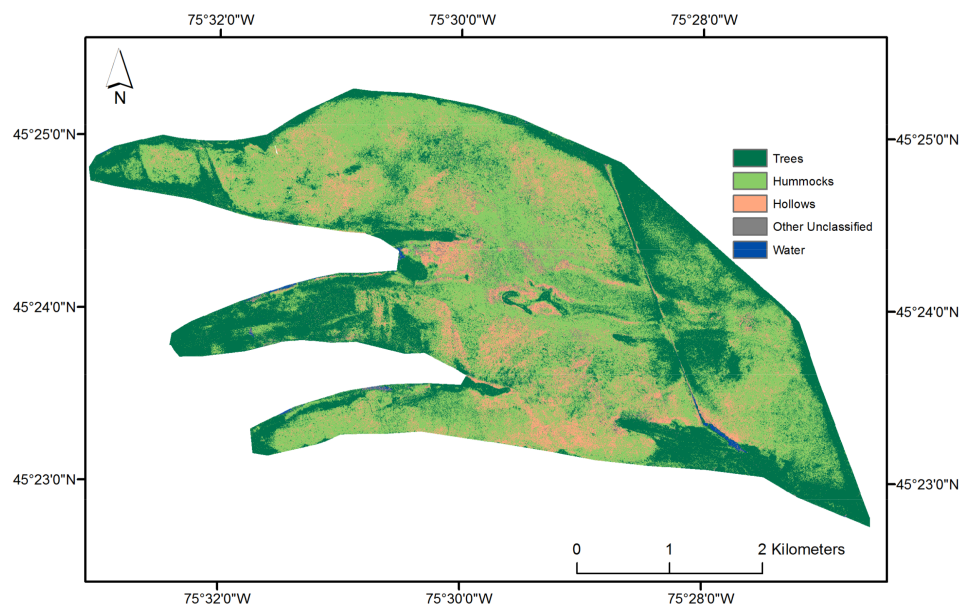 75°32'0"W 75°30'0"W 75°28'0"W
N
45°25'0"N 45°25'0"N
Trees
Hummocks
Hollows
Other Unclassified
Water
45°24'0"N 45°24'0"N
45°23'0"N 45°23'0"N
0 1 2 Kilometers
75°32'0"W 75°30'0"W 75°28'0"W